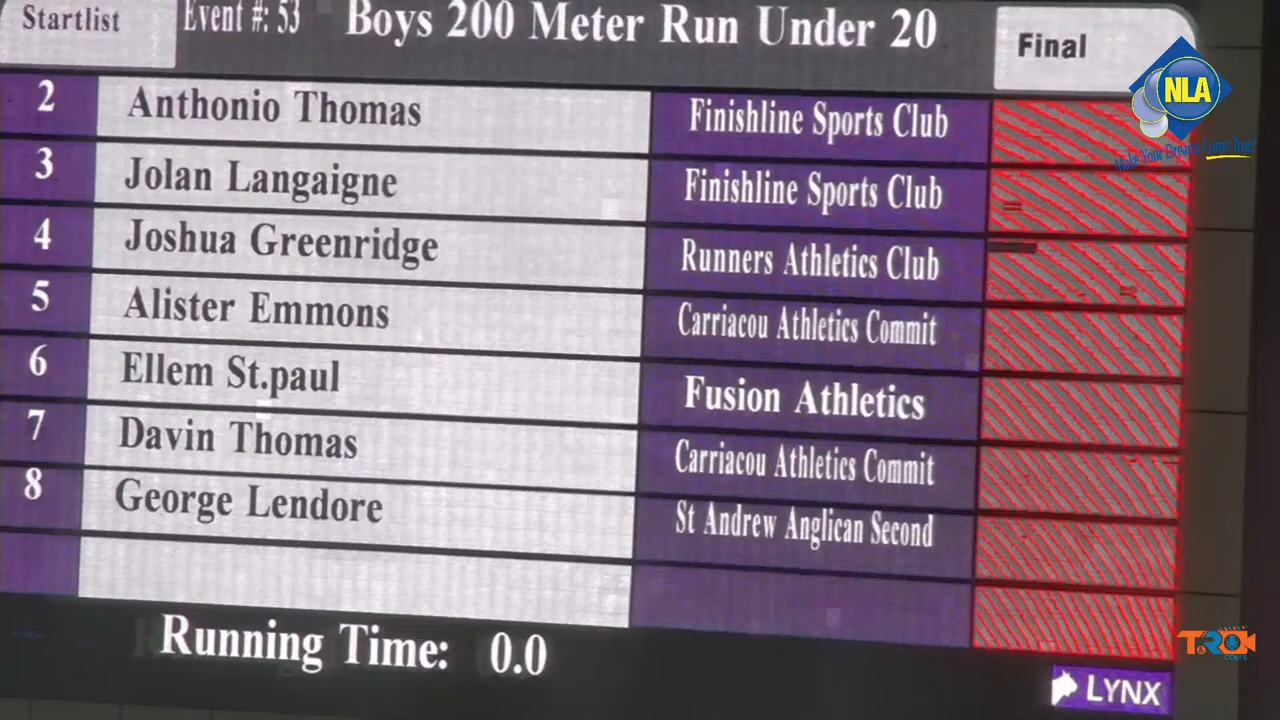 Startlist Event #: 53 Boys 200 Meter Run Under 20 Final
NLA
Make Your Dreams Come True!
2 Anthonio Thomas Finishline Sports Club
3 Jolan Langaigne Finishline Sports Club
4 Joshua Greenridge Runners Athletics Club
5 Alister Emmons Carriacou Athletics Commit
6 Ellem St.paul Fusion Athletics
7 Davin Thomas Carriacou Athletics Commit
8 George Lendore St Andrew Anglican Second
Running Time: 0.0
T&RON
COM'S
LYNX